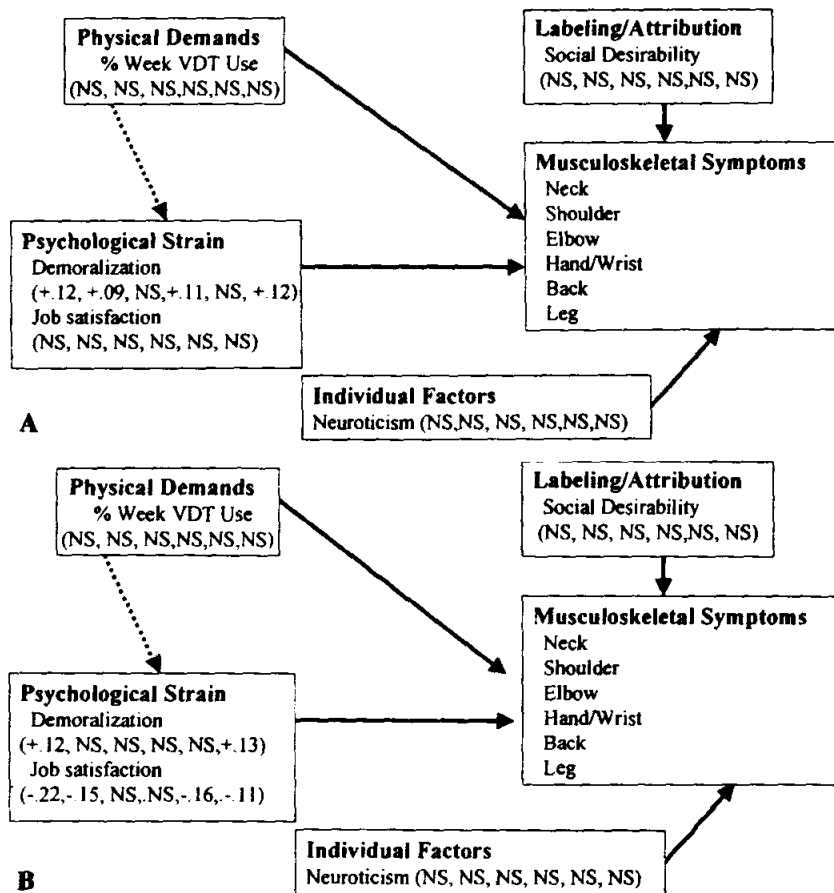 Physical Demands
% Week VDT Use
(NS, NS, NS,NS,NS,NS)
Labeling/Attribution
Social Desirability
(NS, NS, NS, NS,NS, NS)
Musculoskeletal Symptoms
Neck
Shoulder
Elbow
Hand/Wrist
Back
Leg
Psychological Strain
Demoralization
(+.12, +.09, NS,+.11, NS, +.12)
Job satisfaction
(NS, NS, NS, NS, NS, NS)
Individual Factors
Neuroticism (NS,NS, NS, NS,NS,NS)
A
Physical Demands
% Week VDT Use
(NS, NS, NS,NS,NS,NS)
Labeling/Attribution
Social Desirability
(NS, NS, NS, NS,NS, NS)
Musculoskeletal Symptoms
Neck
Shoulder
Elbow
Hand/Wrist
Back
Leg
Psychological Strain
Demoralization
(+.12, NS, NS, NS, NS,+.13)
Job satisfaction
(-.22,-.15, NS,.NS,-.16,.-.11)
Individual Factors
Neuroticism (NS, NS, NS, NS, NS, NS)
B